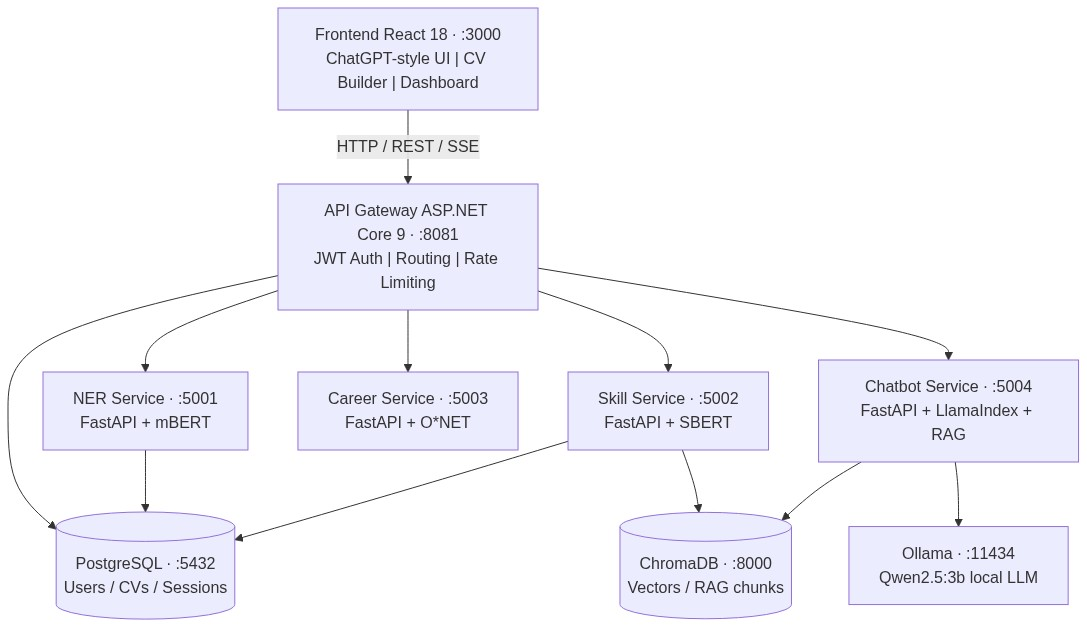 Frontend React 18 · :3000
ChatGPT-style UI | CV
Builder | Dashboard
HTTP / REST / SSE
API Gateway ASP.NET
Core 9 · :8081
JWT Auth | Routing | Rate
Limiting
NER Service · :5001
FastAPI + mBERT
Career Service · :5003
FastAPI + O*NET
Skill Service · :5002
FastAPI + SBERT
Chatbot Service · :5004
FastAPI + LlamaIndex +
RAG
PostgreSQL · :5432
Users / CVs / Sessions
ChromaDB · :8000
Vectors / RAG chunks
Ollama · :11434
Qwen2.5:3b local LLM